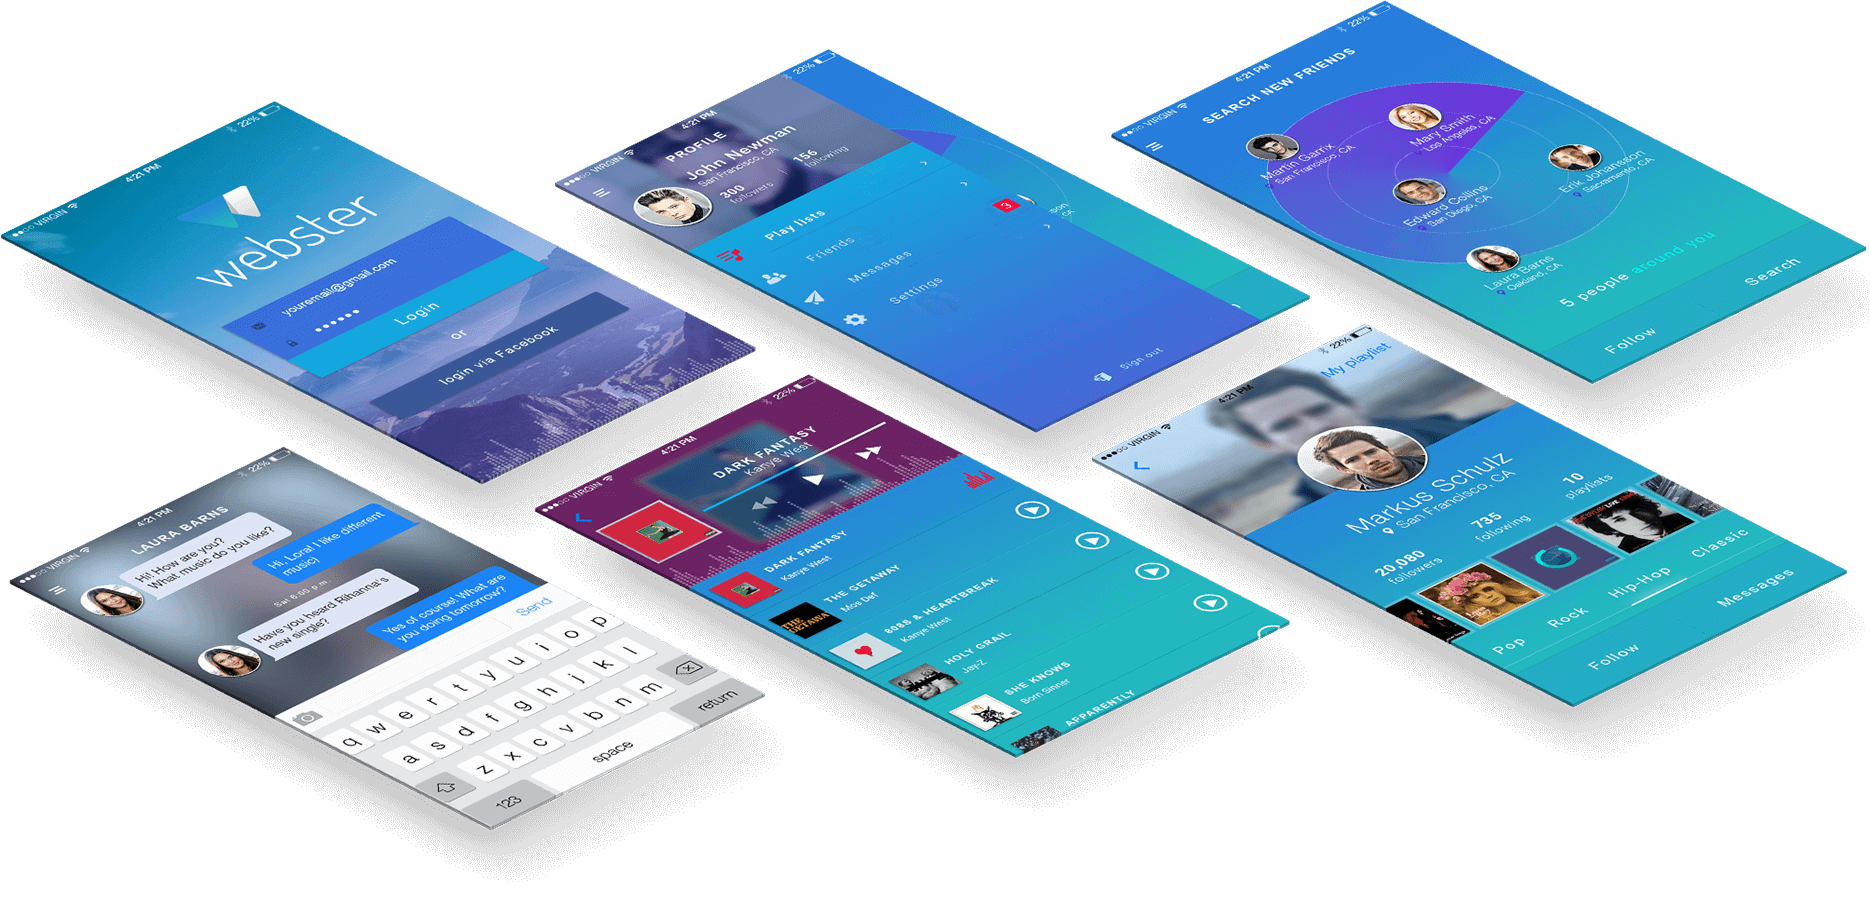 VIRGIN
4:21 PM
22%
webster
youremail@gmail.com
Login
or
login via Facebook
VIRGIN
4:21 PM
22%
PROFILE
John Newman
San Francisco, CA
300
followers
156
following
Play lists
Friends
Messages
3
Settings
Sign out
VIRGIN
4:21 PM
22%
SEARCH NEW FRIENDS
Mary Smith
Los Angeles, CA
Martin Garrix
San Francisco, CA
Erik Johansson
Sacramento, CA
Edward Collins
San Diego, CA
Laura Barns
Oakland, CA
5 people around you
Follow
Search
VIRGIN
4:21 PM
22%
LAURA BARNS
Hi! How are you?
What music do you like?
Hi, Lora! I like different
music)
Sat 6:50 p.m.
Have you heard Rihanna's
new single?
Yes of course! What are
you doing tomorrow?
Send
q w e r t y u i o p
a s d f g h j k l
z x c v b n m
123
space
return
VIRGIN
4:21 PM
22%
DARK FANTASY
Kanye West
DARK FANTASY
Kanye West
THE GETAWAY
Mos Def
THE
GETAWAY
808S & HEARTBREAK
Kanye West
HOLY GRAIL
Jay-Z
SHE KNOWS
Born Sinner
APPARENTLY
VIRGIN
4:21 PM
22%
My playlist
Markus Schulz
San Francisco, CA
20,080
followers
735
following
10
playlists
Pop
Rock
Hip-Hop
Classic
Follow
Messages